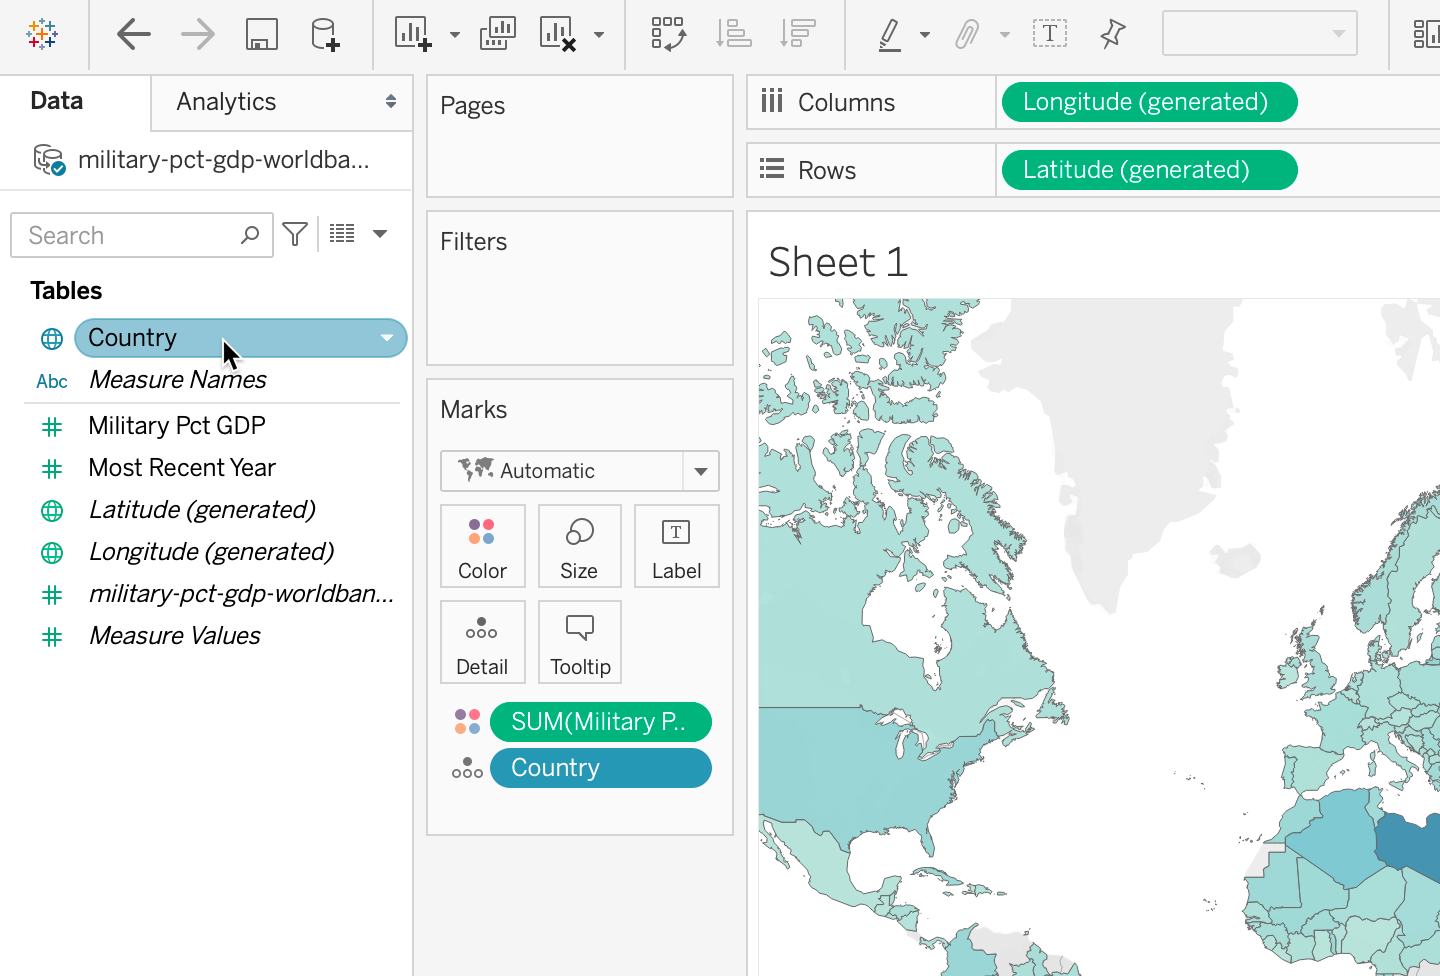 Data
Analytics
military-pct-gdp-worldba...
Search
Tables
Country
Abc
Measure Names
Military Pct GDP
Most Recent Year
Latitude (generated)
Longitude (generated)
military-pct-gdp-worldban...
Measure Values
Pages
Filters
Marks
Automatic
Color
Size
T
Label
Detail
Tooltip
SUM(Military P..
Country
T
Columns
Longitude (generated)
Rows
Latitude (generated)
Sheet 1